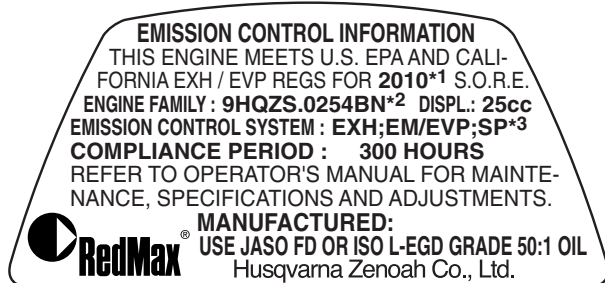 EMISSION CONTROL INFORMATION
THIS ENGINE MEETS U.S. EPA AND CALI-
FORNIA EXH / EVP REGS FOR 2010*1 S.O.R.E.
ENGINE FAMILY : 9HQZS.0254BN*2 DISPL.: 25cc
EMISSION CONTROL SYSTEM : EXH;EM/EVP;SP*3
COMPLIANCE PERIOD : 300 HOURS
REFER TO OPERATOR'S MANUAL FOR MAINTE-
NANCE, SPECIFICATIONS AND ADJUSTMENTS.
MANUFACTURED:
RedMax® USE JASO FD OR ISO L-EGD GRADE 50:1 OIL
Husqvarna Zenoah Co., Ltd.